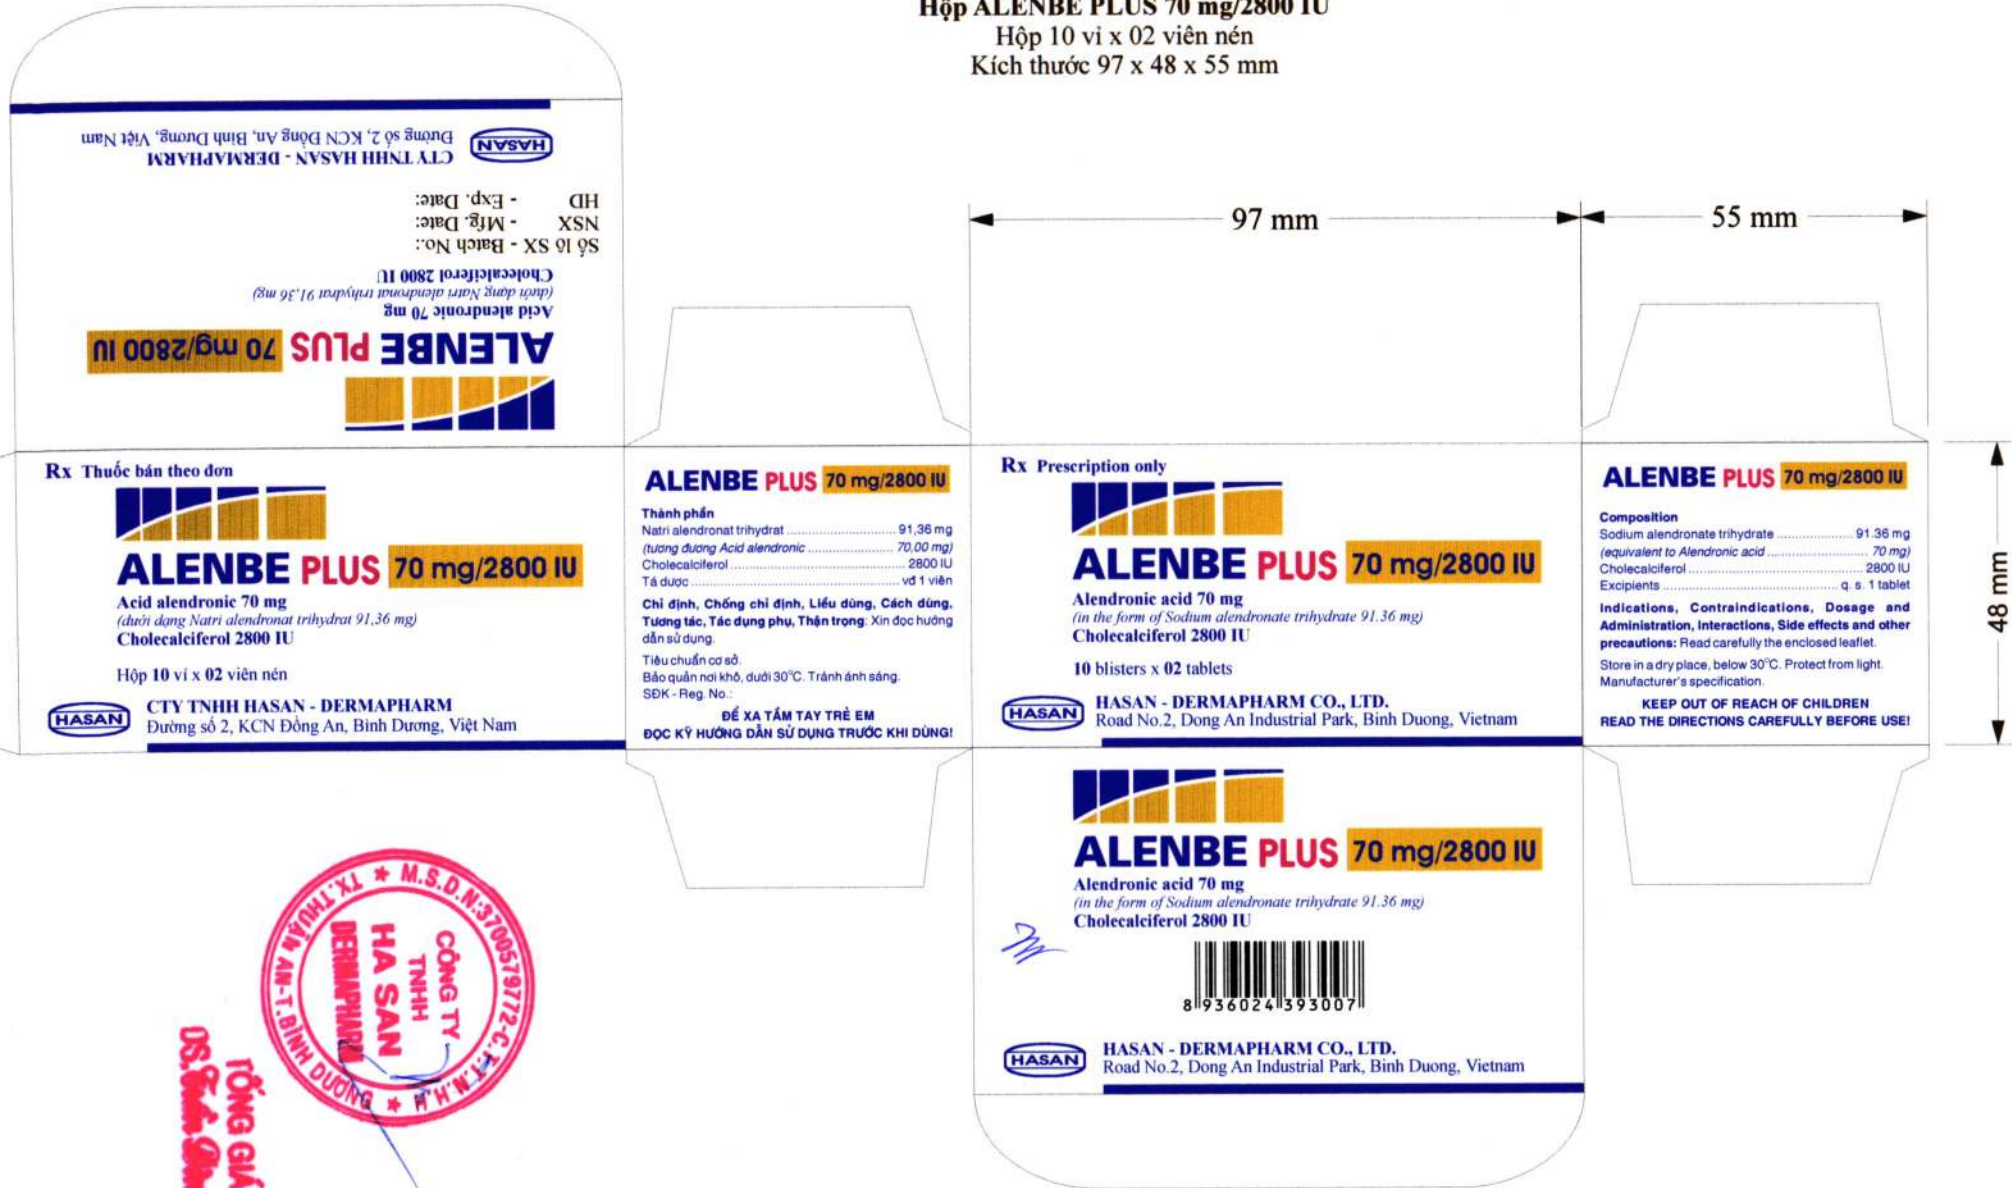 Hộp ALENBE PLUS 70 mg/2800 IU
Hộp 10 vỉ x 02 viên nén
Kích thước 97 x 48 x 55 mm
HASAN
CTY TNHH HASAN - DERMAPHARM
Đường số 2, KCN Đồng An, Bình Dương, Việt Nam
Số lô SX - Batch No.:
NSX - Mfg. Date:
HD - Exp. Date:
ALENBE PLUS 70 mg/2800 IU
Acid alendronic 70 mg
(dưới dạng Natri alendronat trihydrat 91,36 mg)
Cholecalciferol 2800 IU
97 mm
55 mm
48 mm
Rx Thuốc bán theo đơn
ALENBE PLUS 70 mg/2800 IU
Acid alendronic 70 mg
(dưới dạng Natri alendronat trihydrat 91,36 mg)
Cholecalciferol 2800 IU
Hộp 10 vỉ x 02 viên nén
HASAN
CTY TNHH HASAN - DERMAPHARM
Đường số 2, KCN Đồng An, Bình Dương, Việt Nam
ALENBE PLUS 70 mg/2800 IU
Thành phần
Natri alendronat trihydrat ........ 91,36 mg
(tương đương Acid alendronic ........ 70,00 mg)
Cholecalciferol ........ 2800 IU
Tá dược ........ vđ 1 viên
Chỉ định, Chống chỉ định, Liều dùng, Cách dùng,
Tương tác, Tác dụng phụ, Thận trọng: Xin đọc hướng
dẫn sử dụng.
Tiêu chuẩn cơ sở.
Bảo quản nơi khô, dưới 30°C. Tránh ánh sáng.
SĐK - Reg. No.:
ĐỂ XA TẦM TAY TRẺ EM
ĐỌC KỸ HƯỚNG DẪN SỬ DỤNG TRƯỚC KHI DÙNG!
Rx Prescription only
ALENBE PLUS 70 mg/2800 IU
Alendronic acid 70 mg
(in the form of Sodium alendronate trihydrate 91.36 mg)
Cholecalciferol 2800 IU
10 blisters x 02 tablets
HASAN
HASAN - DERMAPHARM CO., LTD.
Road No.2, Dong An Industrial Park, Binh Duong, Vietnam
ALENBE PLUS 70 mg/2800 IU
Composition
Sodium alendronate trihydrate ........ 91.36 mg
(equivalent to Alendronic acid ........ 70 mg)
Cholecalciferol ........ 2800 IU
Excipients ........ q. s. 1 tablet
Indications, Contraindications, Dosage and
Administration, Interactions, Side effects and other
precautions: Read carefully the enclosed leaflet.
Store in a dry place, below 30°C. Protect from light.
Manufacturer's specification.
KEEP OUT OF REACH OF CHILDREN
READ THE DIRECTIONS CAREFULLY BEFORE USE!
ALENBE PLUS 70 mg/2800 IU
Alendronic acid 70 mg
(in the form of Sodium alendronate trihydrate 91.36 mg)
Cholecalciferol 2800 IU
8 936024 393007
HASAN
HASAN - DERMAPHARM CO., LTD.
Road No.2, Dong An Industrial Park, Binh Duong, Vietnam
M.S.D.N:3700579772-C.T.T.N.H.H
TX.THUẬN AN-T.BÌNH DƯƠNG
CÔNG TY
TNHH
HA SAN
DERMAPHARM
TỔNG GIÁ
DS.